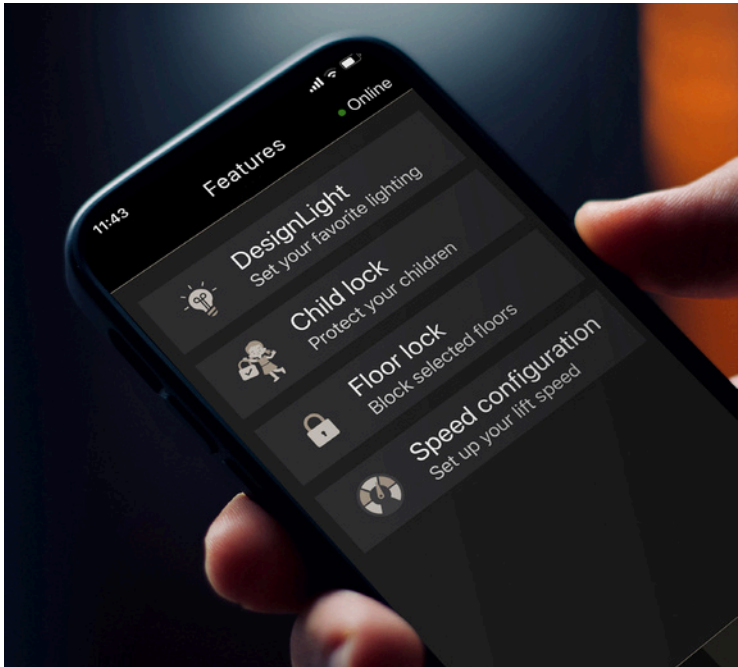 11:43
Features
Online
DesignLight
Set your favorite lighting
Child lock
Protect your children
Floor lock
Block selected floors
Speed configuration
Set up your lift speed